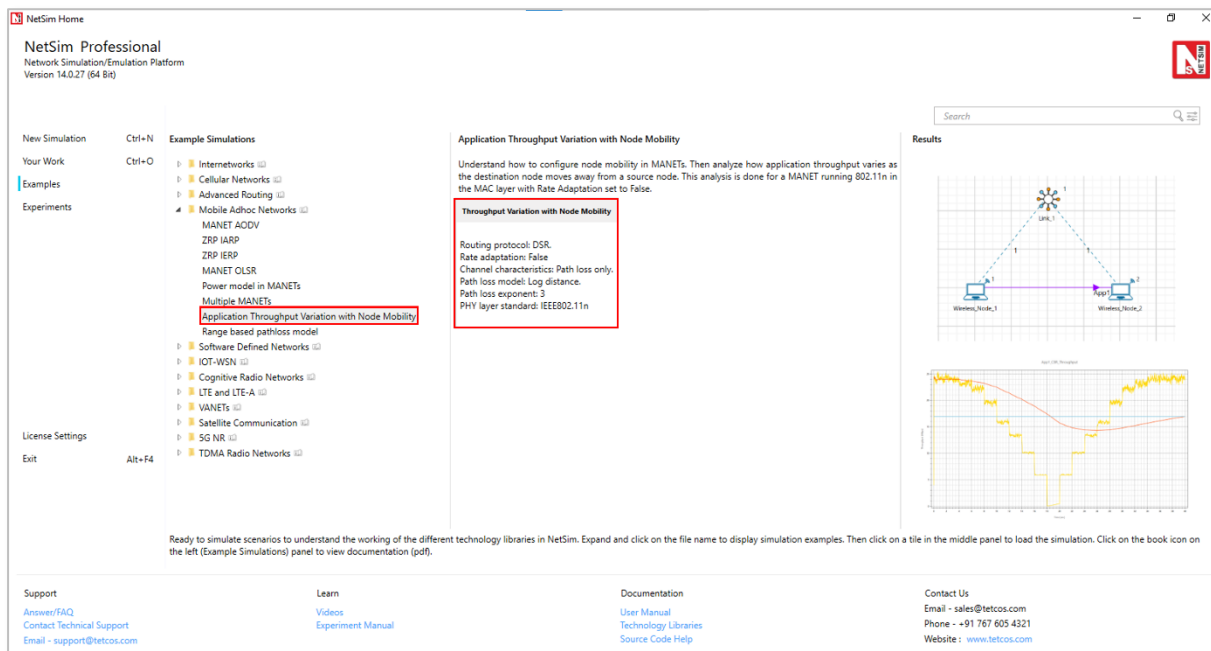 NetSim Home
NetSim Professional
Network Simulation/Emulation Platform
Version 14.0.27 (64 Bit)
NETSIM
Search
New Simulation Ctrl+N
Your Work Ctrl+O
Examples
Experiments
License Settings
Exit Alt+F4
Example Simulations
Internetworks
Cellular Networks
Advanced Routing
Mobile Adhoc Networks
MANET AODV
ZRP IARP
ZRP IERP
MANET OLSR
Power model in MANETs
Multiple MANETs
Application Throughput Variation with Node Mobility
Range based pathloss model
Software Defined Networks
IOT-WSN
Cognitive Radio Networks
LTE and LTE-A
VANETs
Satellite Communication
5G NR
TDMA Radio Networks
Application Throughput Variation with Node Mobility
Understand how to configure node mobility in MANETs. Then analyze how application throughput varies as
the destination node moves away from a source node. This analysis is done for a MANET running 802.11n in
the MAC layer with Rate Adaptation set to False.
Throughput Variation with Node Mobility
Routing protocol: DSR.
Rate adaptation: False
Channel characteristics: Path loss only.
Path loss model: Log distance.
Path loss exponent: 3
PHY layer standard: IEEE802.11n
Results
1
Link_1
1 1
1 2
App1
Wireless_Node_1 Wireless_Node_2
Ready to simulate scenarios to understand the working of the different technology libraries in NetSim. Expand and click on the file name to display simulation examples. Then click on a tile in the middle panel to load the simulation. Click on the book icon on
the left (Example Simulations) panel to view documentation (pdf).
Support
Answer/FAQ
Contact Technical Support
Email - support@tetcos.com
Learn
Videos
Experiment Manual
Documentation
User Manual
Technology Libraries
Source Code Help
Contact Us
Email - sales@tetcos.com
Phone - +91 767 605 4321
Website : www.tetcos.com